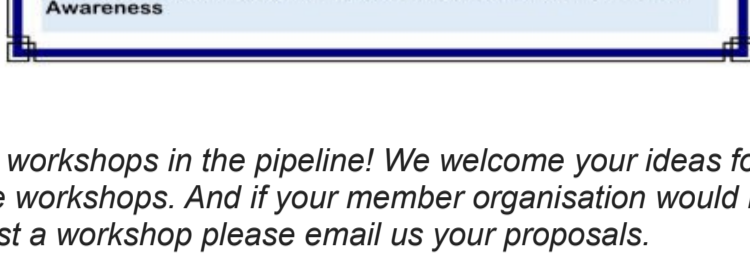 Awareness
workshops in the pipeline! We welcome your ideas fo
e workshops. And if your member organisation would
st a workshop please email us your proposals.